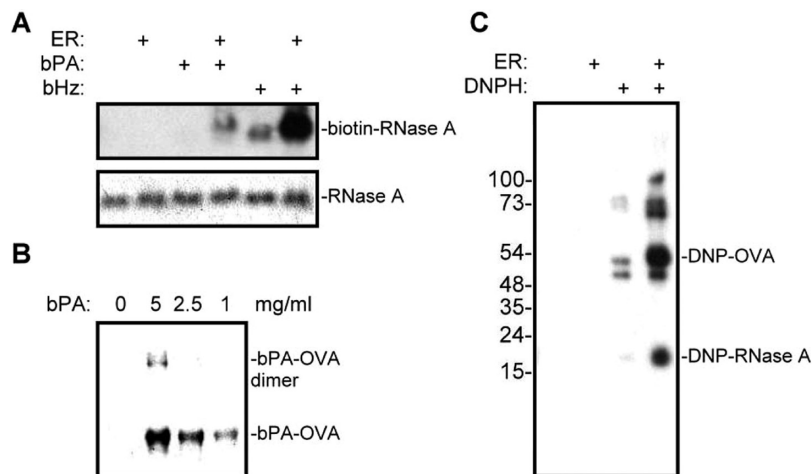 A
ER: + + +
bPA: + +
bHz: + +
-biotin-RNase A
-RNase A
B
bPA: 0 5 2.5 1 mg/ml
-bPA-OVA
dimer
-bPA-OVA
C
ER: + +
DNPH: + +
100-
73-
54-
48-
35-
24-
15-
-DNP-OVA
-DNP-RNase A